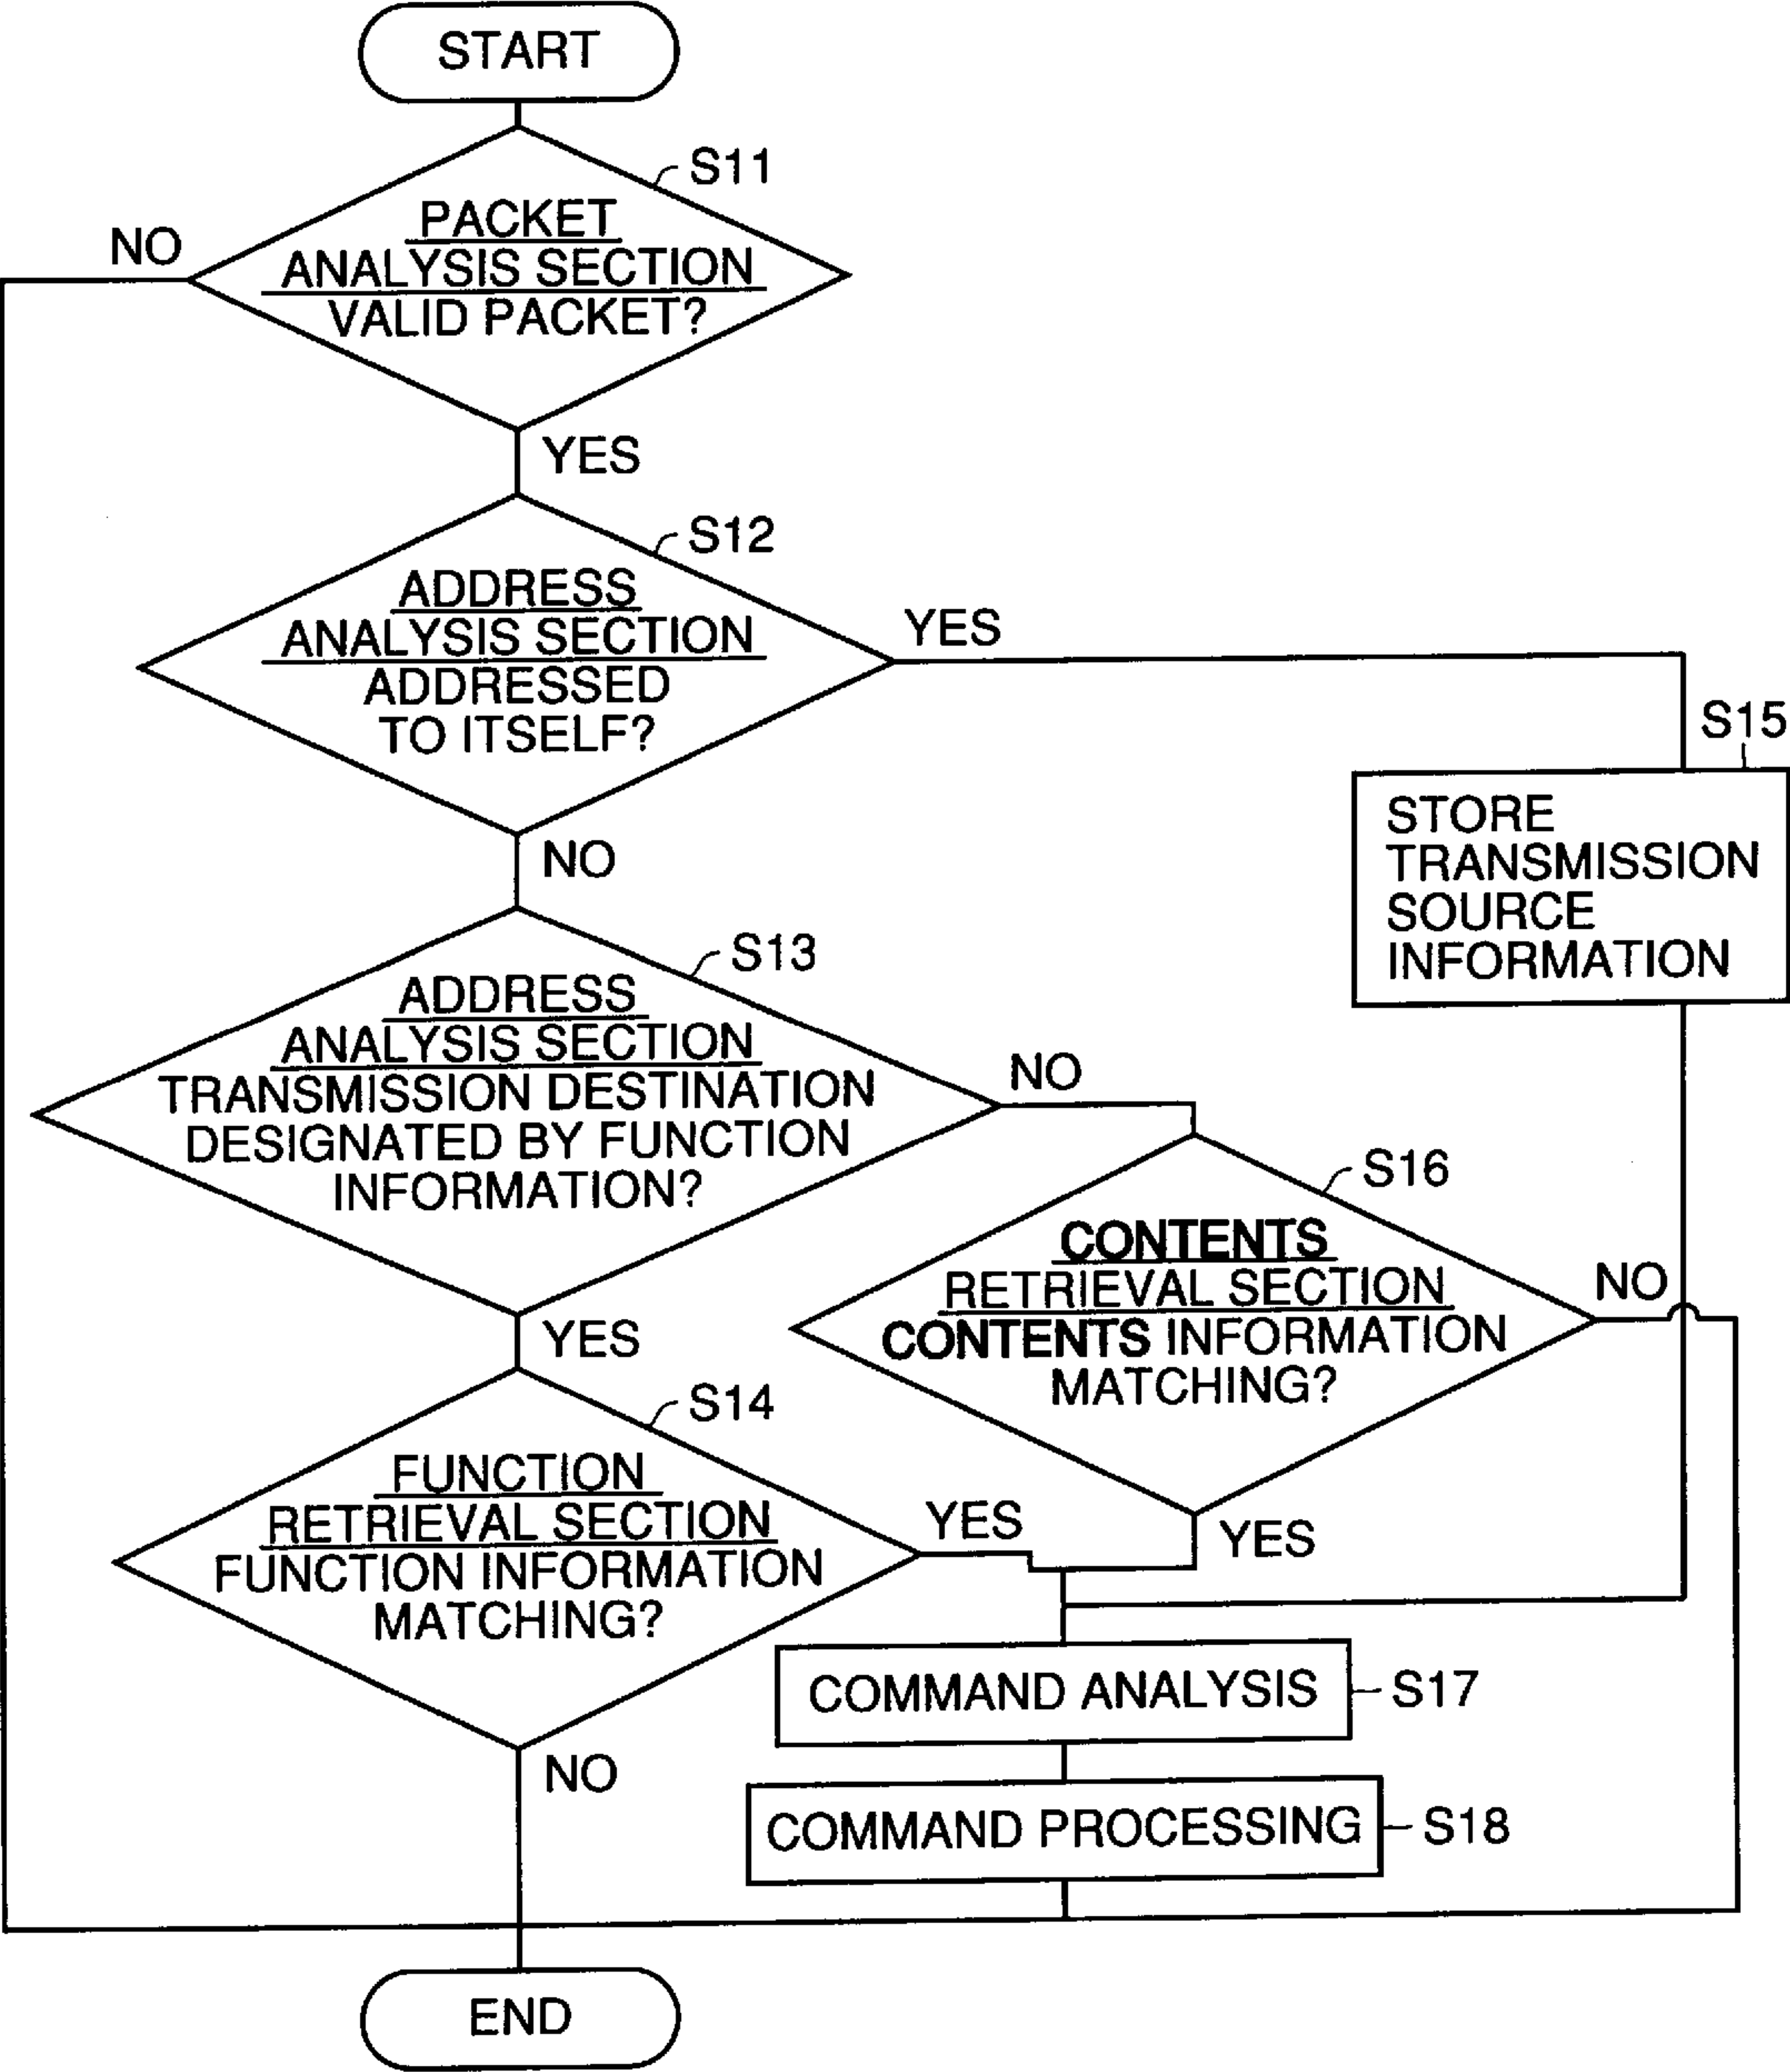 START
S11
PACKET
ANALYSIS SECTION
VALID PACKET?
NO
YES
S12
ADDRESS
ANALYSIS SECTION
ADDRESSED
TO ITSELF?
YES
NO
S15
STORE
TRANSMISSION
SOURCE
INFORMATION
S13
ADDRESS
ANALYSIS SECTION
TRANSMISSION DESTINATION
DESIGNATED BY FUNCTION
INFORMATION?
NO
YES
S16
CONTENTS
RETRIEVAL SECTION
CONTENTS INFORMATION
MATCHING?
NO
YES
S14
FUNCTION
RETRIEVAL SECTION
FUNCTION INFORMATION
MATCHING?
YES
NO
COMMAND ANALYSIS
S17
COMMAND PROCESSING
S18
END